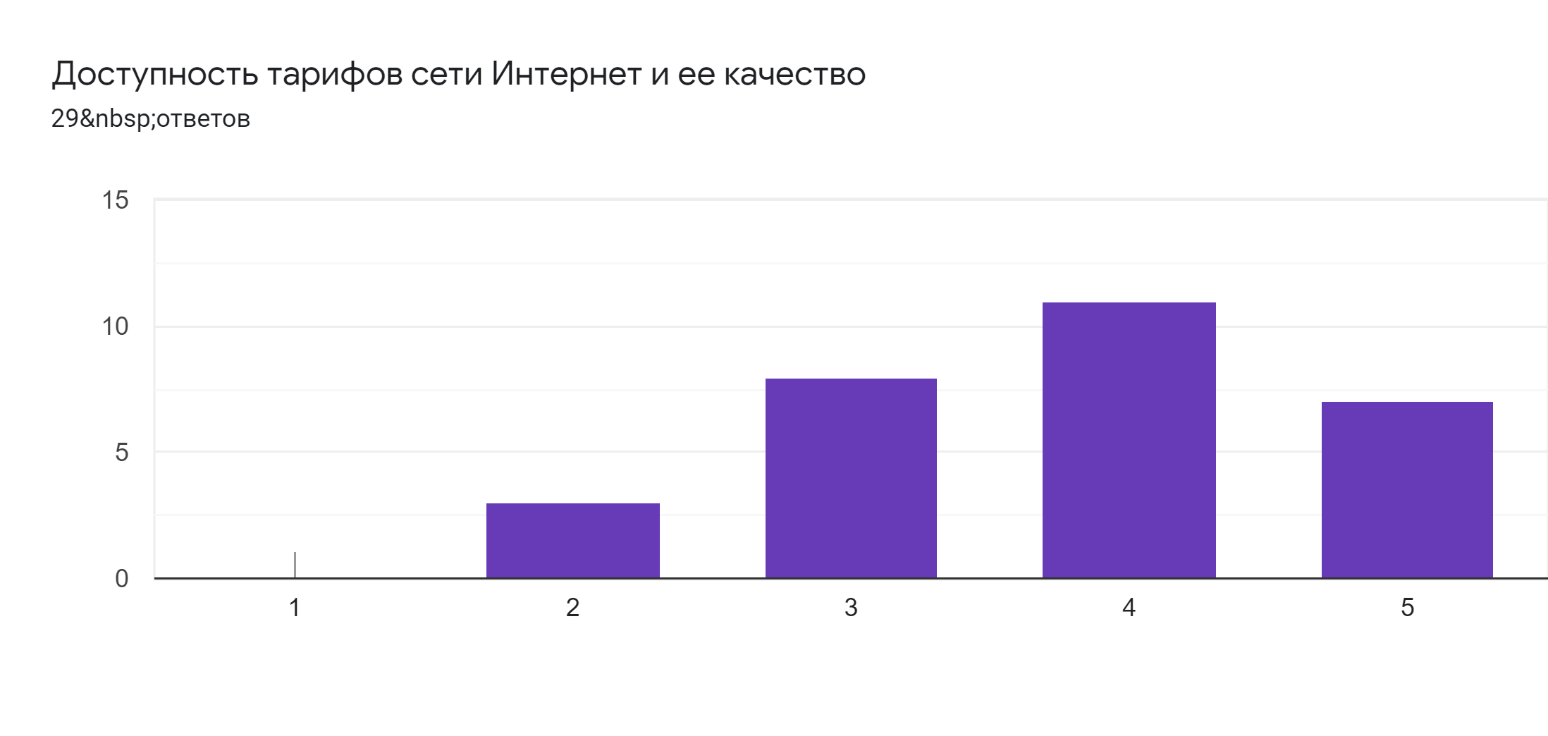 Доступность тарифов сети Интернет и ее качество
29&nbsp;ответов
15
10
5
0
1 2 3 4 5